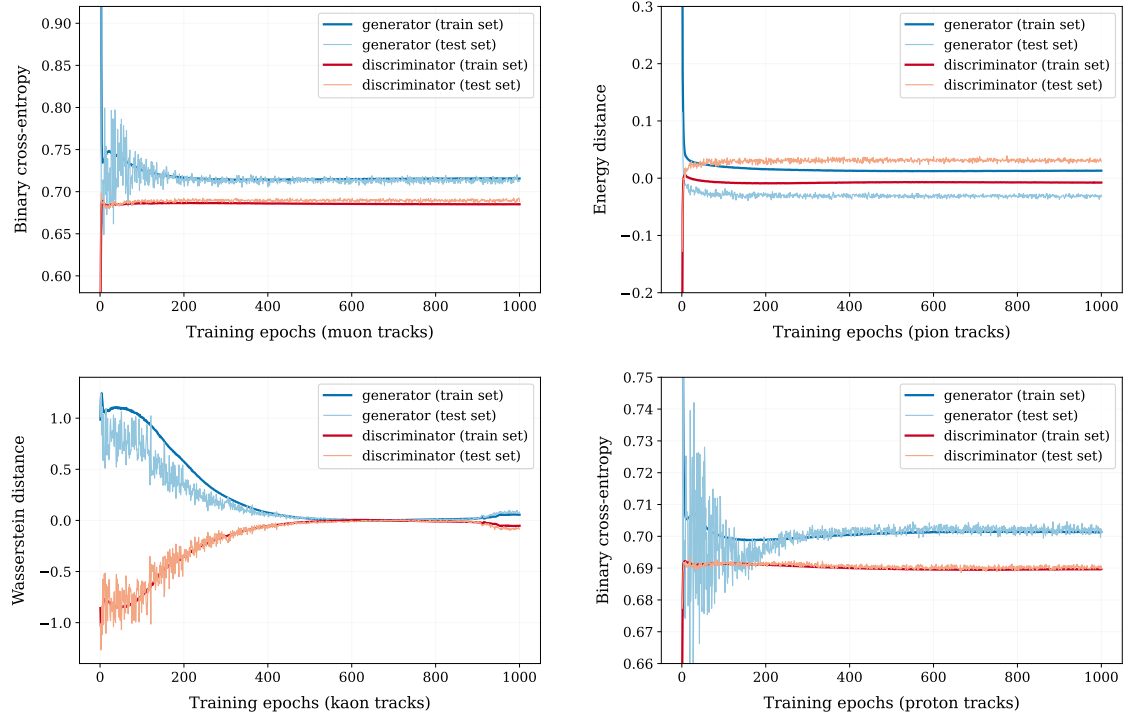 0.90
0.85
0.80
0.75
0.70
0.65
0.60
Binary cross-entropy
generator (train set)
generator (test set)
discriminator (train set)
discriminator (test set)
0 200 400 600 800 1000
Training epochs (muon tracks)
0.3
0.2
0.1
0.0
−0.1
−0.2
Energy distance
generator (train set)
generator (test set)
discriminator (train set)
discriminator (test set)
0 200 400 600 800 1000
Training epochs (pion tracks)
1.0
0.5
0.0
−0.5
−1.0
Wasserstein distance
generator (train set)
generator (test set)
discriminator (train set)
discriminator (test set)
0 200 400 600 800 1000
Training epochs (kaon tracks)
0.75
0.74
0.73
0.72
0.71
0.70
0.69
0.68
0.67
0.66
Binary cross-entropy
generator (train set)
generator (test set)
discriminator (train set)
discriminator (test set)
0 200 400 600 800 1000
Training epochs (proton tracks)